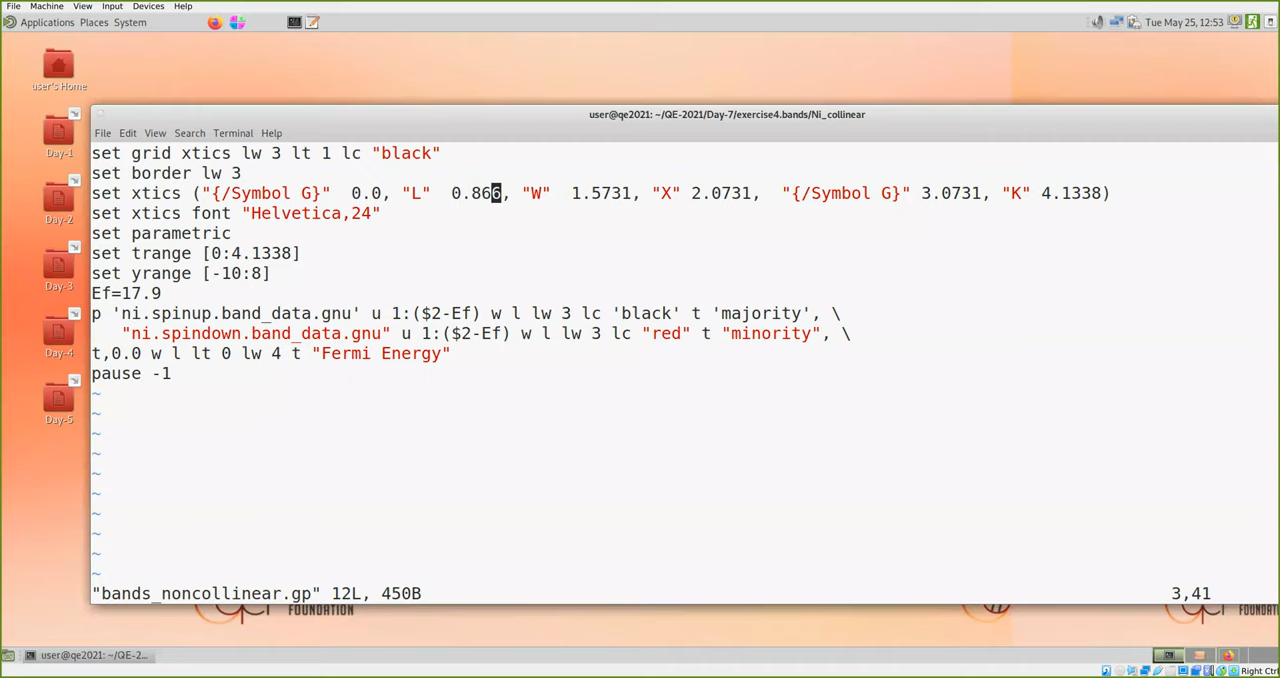 File Machine View Input Devices Help
Applications Places System Tue May 25, 12:53
user's Home
Day-1
Day-2
Day-3
Day-4
Day-5
user@qe2021: ~/QE-2021/Day-7/exercise4.bands/Ni_collinear
File Edit View Search Terminal Help
set grid xtics lw 3 lt 1 lc "black"
set border lw 3
set xtics ("{/Symbol G}"  0.0, "L"  0.866, "W"  1.5731, "X" 2.0731,  "{/Symbol G}" 3.0731, "K" 4.1338)
set xtics font "Helvetica,24"
set parametric
set trange [0:4.1338]
set yrange [-10:8]
Ef=17.9
p 'ni.spinup.band_data.gnu' u 1:($2-Ef) w l lw 3 lc 'black' t 'majority', \
"ni.spindown.band_data.gnu" u 1:($2-Ef) w l lw 3 lc "red" t "minority", \
t,0.0 w l lt 0 lw 4 t "Fermi Energy"
pause -1
~
~
~
~
~
~
~
~
~
~
"bands_noncollinear.gp" 12L, 450B 3,41
FOUNDATION
user@qe2021: ~/QE-2...
Right Ctrl